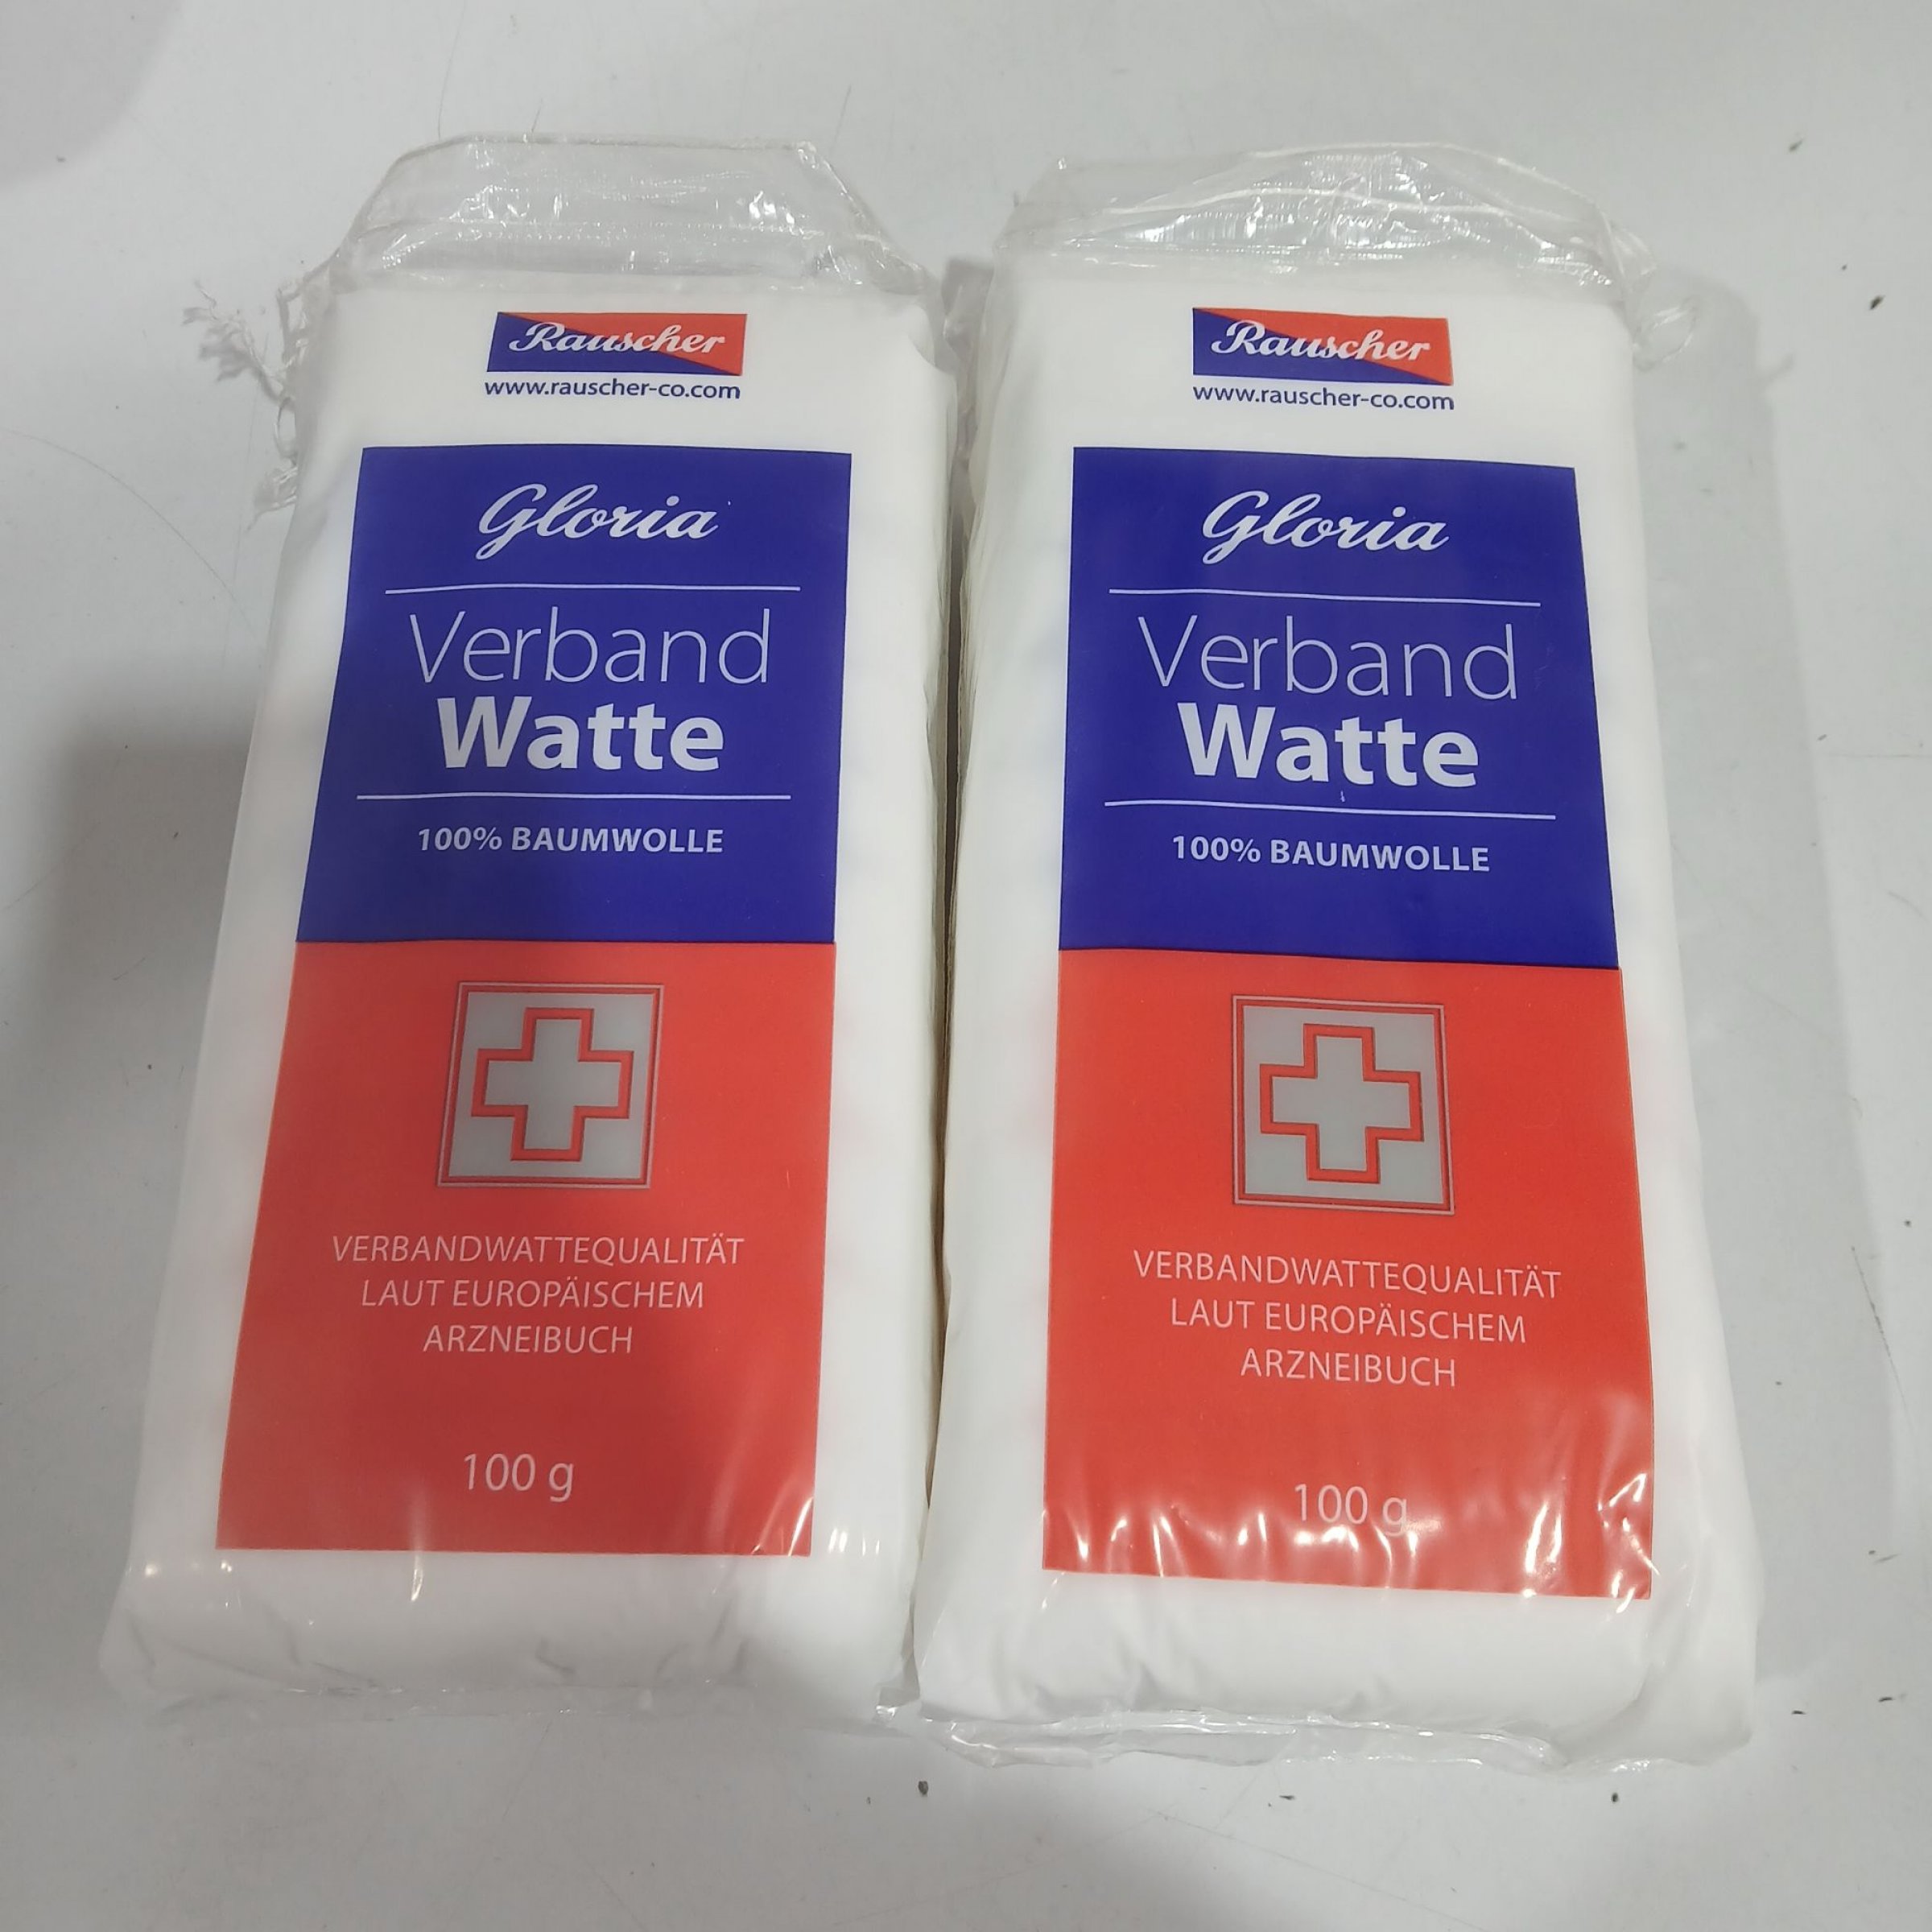 Rauscher
www.rauscher-co.com
Gloria
Verband
Watte
100% BAUMWOLLE
VERBANDWATTEQUALITÄT
LAUT EUROPÄISCHEM
ARZNEIBUCH
100 g
Rauscher
www.rauscher-co.com
Gloria
Verband
Watte
100% BAUMWOLLE
VERBANDWATTEQUALITÄT
LAUT EUROPÄISCHEM
ARZNEIBUCH
100 g